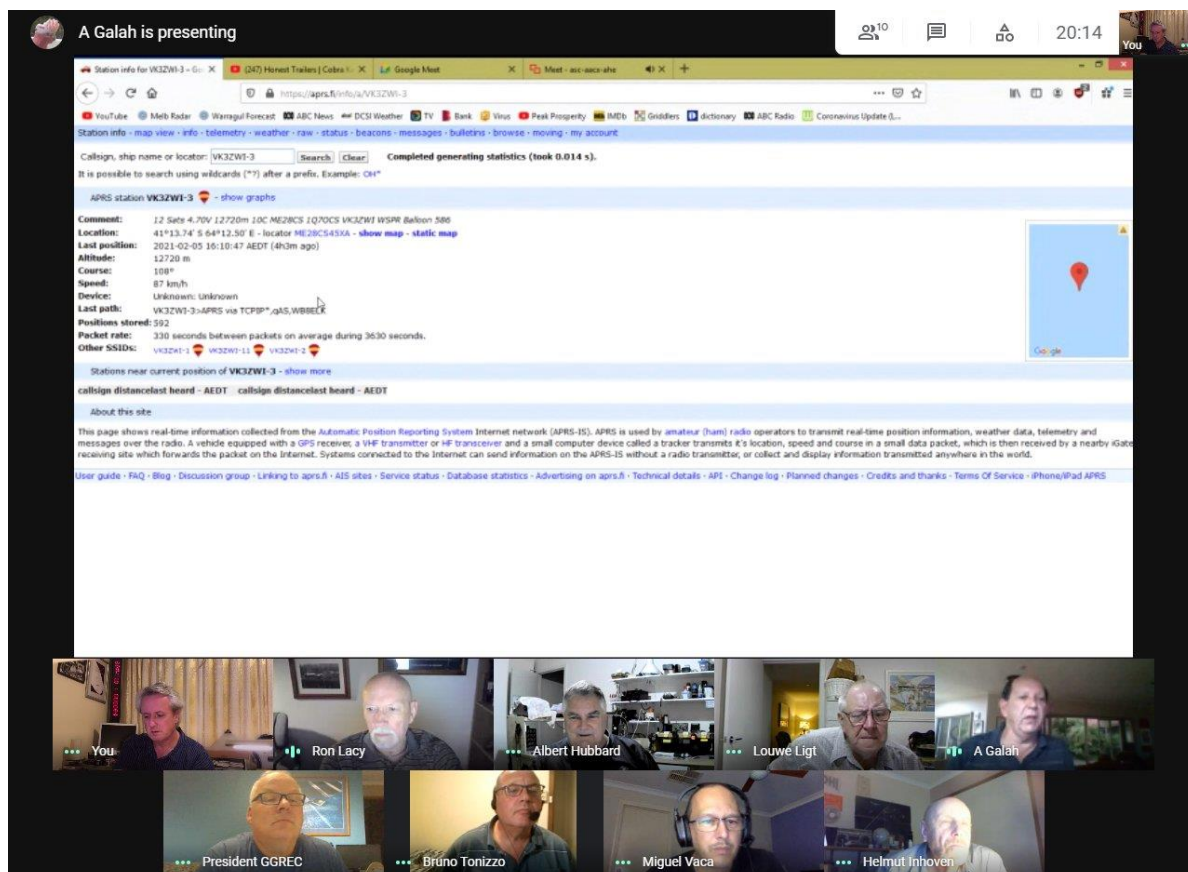 A Galah is presenting
10
20:14
You
Station info for VK3ZWI-3 – Go
(247) Honest Trailers | Cobra K
Google Meet
Meet - asc-aacx-ahe
https://aprs.fi/info/a/VK3ZWI-3
YouTube Melb Radar Warragul Forecast ABC News DCSI Weather TV Bank Virus Peak Prosperity IMDb Griddlers dictionary ABC Radio Coronavirus Update (L...
Station info - map view - info - telemetry - weather - raw - status - beacons - messages - bulletins - browse - moving - my account
Callsign, ship name or locator: VK3ZWI-3 Search Clear Completed generating statistics (took 0.014 s).
It is possible to search using wildcards (*?) after a prefix. Example: OH*
APRS station VK3ZWI-3 - show graphs
Comment: 12 Sats 4.70V 12720m 10C ME28CS 1Q70CS VK3ZWI WSPR Balloon 586
Location: 41°13.74' S 64°12.50' E - locator ME28CS45XA - show map - static map
Last position: 2021-02-05 16:10:47 AEDT (4h3m ago)
Altitude: 12720 m
Course: 108°
Speed: 87 km/h
Device: Unknown: Unknown
Last path: VK3ZWI-3>APRS via TCPIP*,qAS,WB8ELK
Positions stored: 592
Packet rate: 330 seconds between packets on average during 3630 seconds.
Other SSIDs: VK3ZWI-1 VK3ZWI-11 VK3ZWI-2
Google
Stations near current position of VK3ZWI-3 - show more
callsign distancelast heard - AEDT callsign distancelast heard - AEDT
About this site
This page shows real-time information collected from the Automatic Position Reporting System Internet network (APRS-IS). APRS is used by amateur (ham) radio operators to transmit real-time position information, weather data, telemetry and
messages over the radio. A vehicle equipped with a GPS receiver, a VHF transmitter or HF transceiver and a small computer device called a tracker transmits it's location, speed and course in a small data packet, which is then received by a nearby iGate
receiving site which forwards the packet on the Internet. Systems connected to the Internet can send information on the APRS-IS without a radio transmitter, or collect and display information transmitted anywhere in the world.
User guide · FAQ · Blog · Discussion group · Linking to aprs.fi · AIS sites · Service status · Database statistics · Advertising on aprs.fi · Technical details · API · Change log · Planned changes · Credits and thanks · Terms Of Service · iPhone/iPad APRS
You
Ron Lacy
Albert Hubbard
Louwe Ligt
A Galah
President GGREC
Bruno Tonizzo
Miguel Vaca
Helmut Inhoven